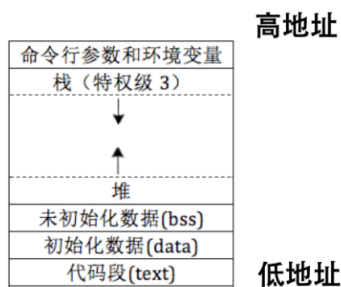 高地址
命令行参数和环境变量
栈（特权级 3）
堆
未初始化数据(bss)
初始化数据(data)
代码段(text)
低地址